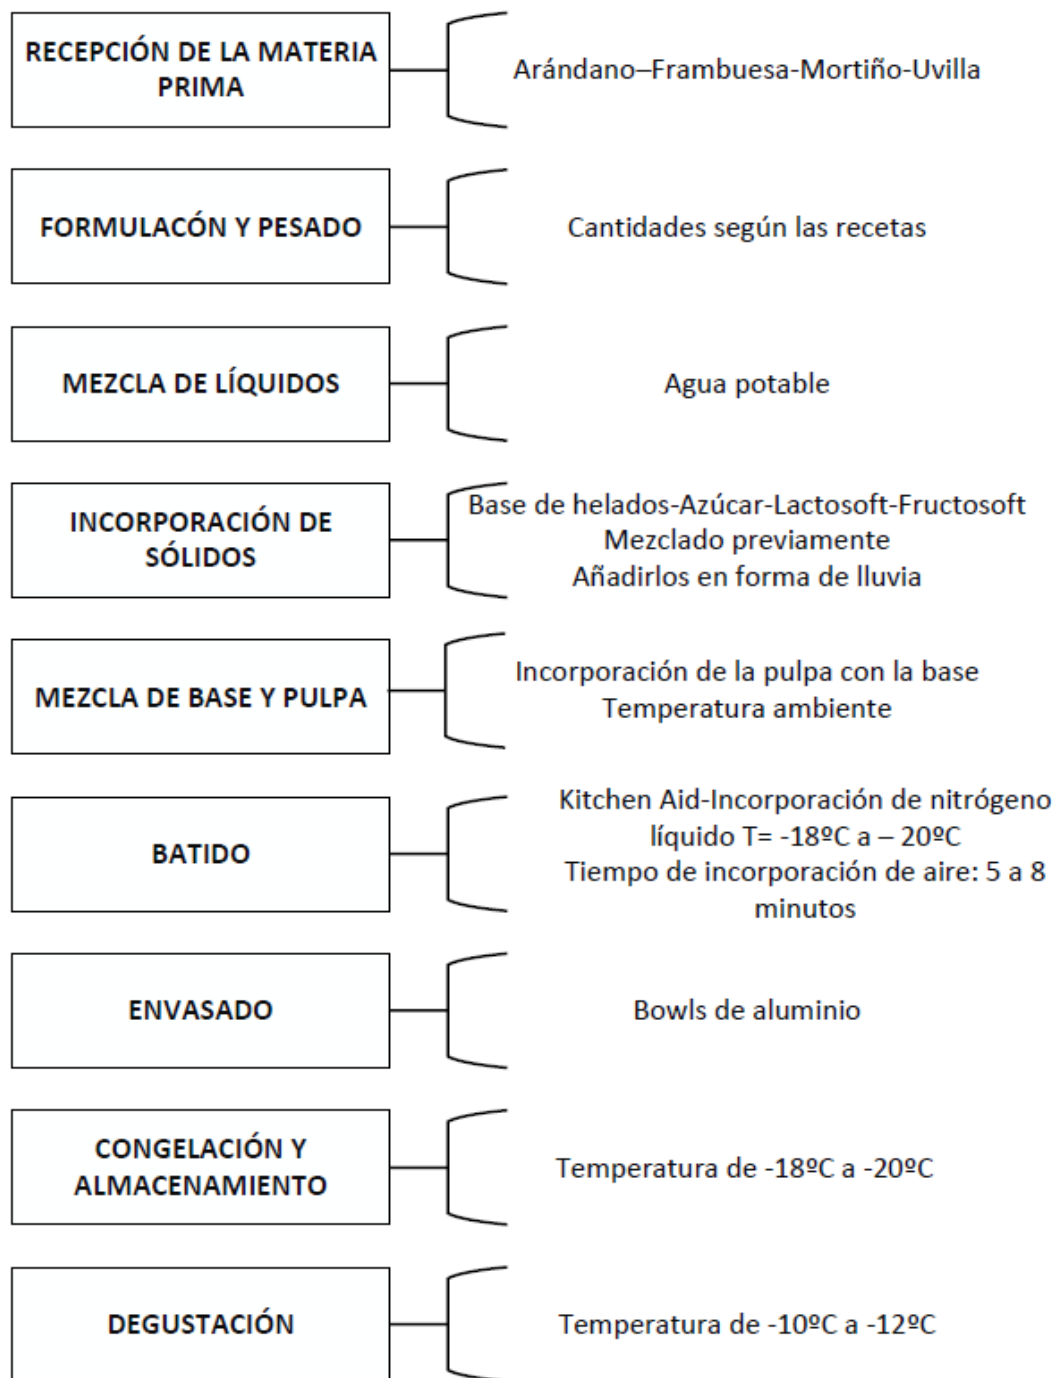 RECEPCIÓN DE LA MATERIA
PRIMA
Arándano–Frambuesa-Mortiño-Uvilla
FORMULACÓN Y PESADO
Cantidades según las recetas
MEZCLA DE LÍQUIDOS
Agua potable
INCORPORACIÓN DE
SÓLIDOS
Base de helados-Azúcar-Lactosoft-Fructosoft
Mezclado previamente
Añadirlos en forma de lluvia
MEZCLA DE BASE Y PULPA
Incorporación de la pulpa con la base
Temperatura ambiente
BATIDO
Kitchen Aid-Incorporación de nitrógeno
líquido T= -18ºC a – 20ºC
Tiempo de incorporación de aire: 5 a 8
minutos
ENVASADO
Bowls de aluminio
CONGELACIÓN Y
ALMACENAMIENTO
Temperatura de -18ºC a -20ºC
DEGUSTACIÓN
Temperatura de -10ºC a -12ºC